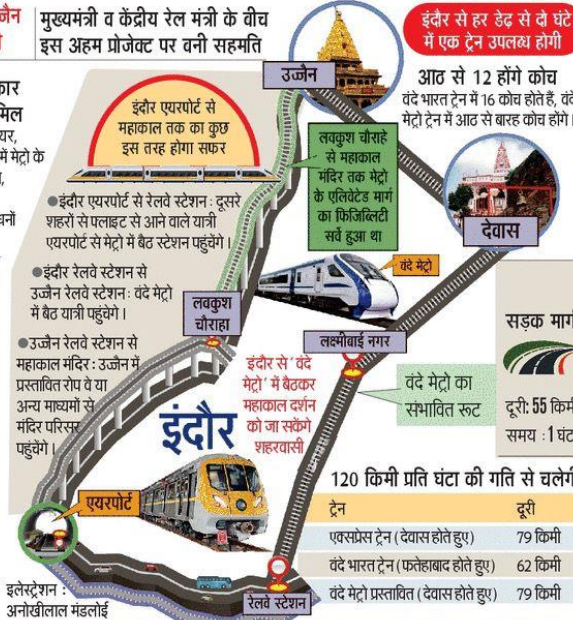 मुख्यमंत्री व केंद्रीय रेल मंत्री के बीच
इस अहम प्रोजेक्ट पर वनी सहमति
इंदौर से हर डेढ़ से दो घंटे
में एक ट्रेन उपलब्ध होगी
आठ से 12 होंगे कोच
वंदे भारत ट्रेन में 16 कोच होते हैं, वंदे
मेट्रो ट्रेन में आठ से बारह कोच होंगे।
उज्जैन
इंदौर एयरपोर्ट से
महाकाल तक का कुछ
इस तरह होगा सफर
लवकुश चौराहे
से महाकाल
मंदिर तक मेट्रो
के एलिवेटेड मार्ग
का फिजिब्लिटी
सर्वे हुआ था
देवास
●इंदौर एयरपोर्ट से रेलवे स्टेशन : दूसरे
शहरों से फ्लाइट से आने वाले यात्री
एयरपोर्ट से मेट्रो में बैठ स्टेशन पहुंचेंगे।
●इंदौर रेलवे स्टेशन से
उज्जैन रेलवे स्टेशन: वंदे मेट्रो
में बैठ यात्री पहुंचेगे।
●उज्जैन रेलवे स्टेशन से
महाकाल मंदिर : उज्जैन में
प्रस्तावित रोप वे या
अन्य माध्यमों से
मंदिर परिसर
पहुंचेंगे।
वंदे मेट्रो
लवकुश
चौराहा
लक्ष्मीवाई नगर
इंदौर से 'वंदे
मेट्रो' में बैठकर
महाकाल दर्शन
को जा सकेंगे
शहरवासी
वंदे मेट्रो का
संभावित रूट
सड़क मार्ग
दूरी: 55 किमी
समय : 1 घंटा
इंदौर
एयरपोर्ट
रेलवे स्टेशन
120 किमी प्रति घंटा की गति से चलेगी
ट्रेन दूरी
एक्सप्रेस ट्रेन (देवास होते हुए) 79 किमी
वंदे भारत ट्रेन (फतेहाबाद होते हुए) 62 किमी
वंदे मेट्रो प्रस्तावित (देवास होते हुए) 79 किमी
इलेस्ट्रेशन :
अनोखीलाल मंडलोई